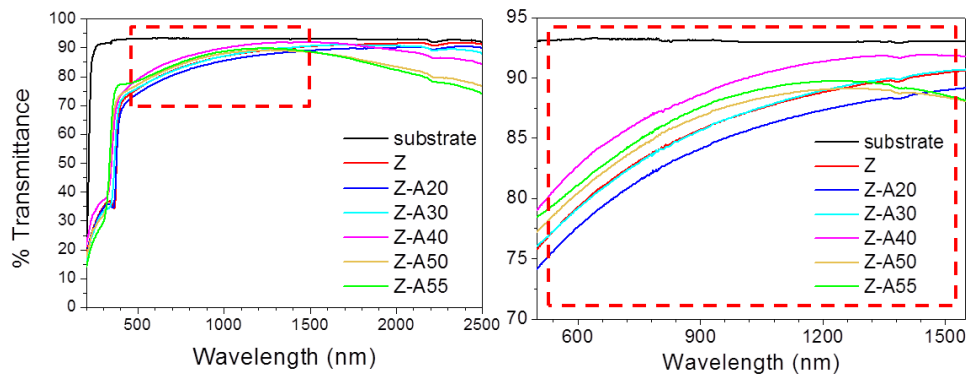 % Transmittance
100
90
80
70
60
50
40
30
20
10
0
substrate
Z
Z-A20
Z-A30
Z-A40
Z-A50
Z-A55
500 1000 1500 2000 2500
Wavelength (nm)
95
90
85
80
75
70
substrate
Z
Z-A20
Z-A30
Z-A40
Z-A50
Z-A55
600 900 1200 1500
Wavelength (nm)